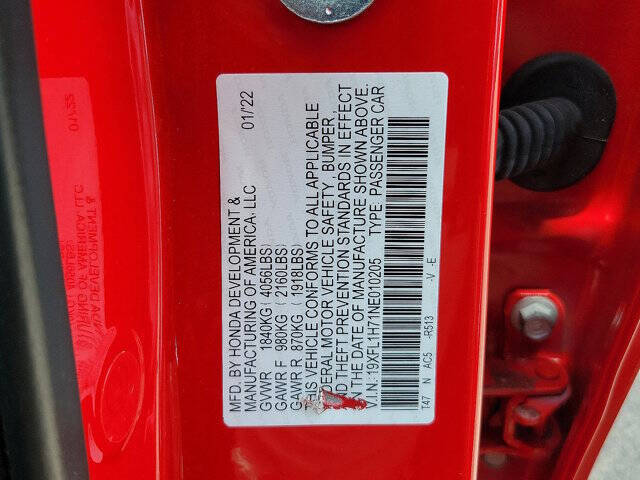 MFD. BY HONDA DEVELOPMENT &
MANUFACTURING OF AMERICA, LLC 01/'22
GVWR 1840KG ( 4056LBS)
GAWR F 980KG ( 2160LBS)
GAWR R 870KG ( 1918LBS)
THIS VEHICLE CONFORMS TO ALL APPLICABLE
FEDERAL MOTOR VEHICLE SAFETY, BUMPER,
AND THEFT PREVENTION STANDARDS IN EFFECT
ON THE DATE OF MANUFACTURE SHOWN ABOVE.
V.I.N.: 19XFL1H71NE010205 TYPE: PASSENGER CAR
T47 N AC5 -R513 -V -E